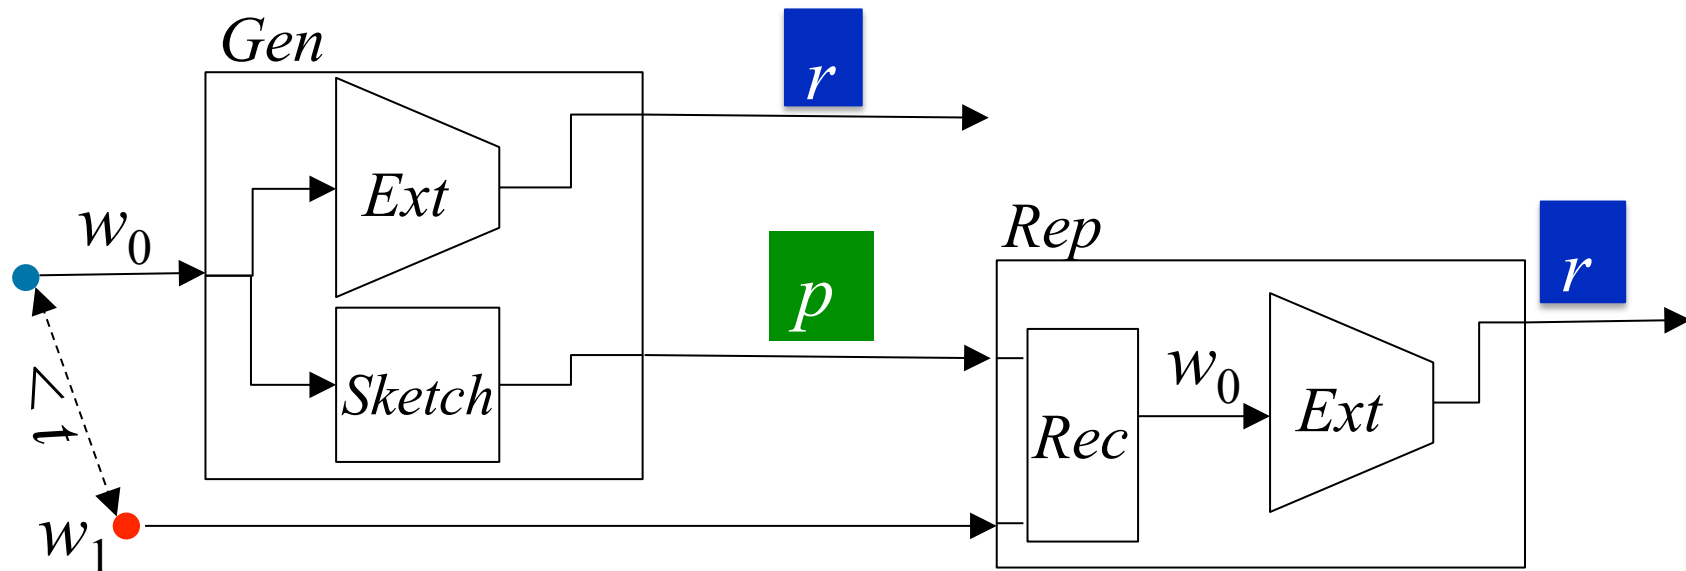 Gen
r
Ext
w₀
Rep
r
p
Sketch
w₀
Ext
Rec
< t
w₁